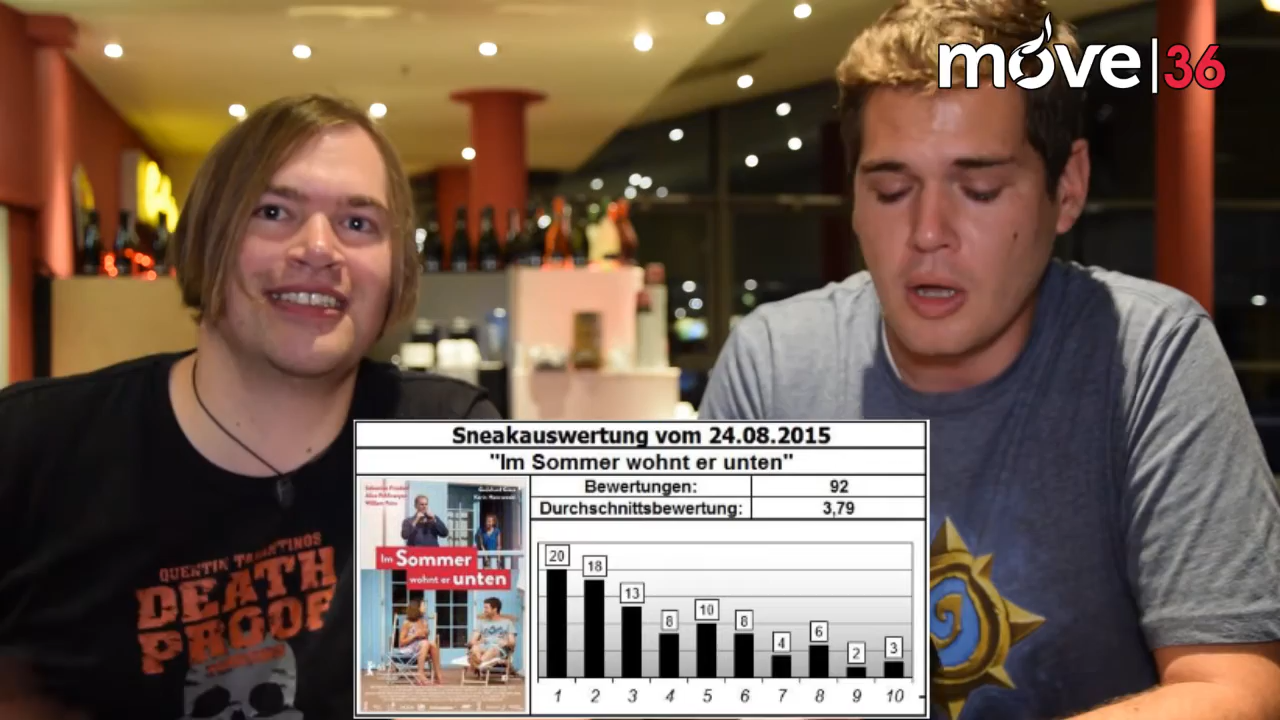 move|36
Sneakauswertung vom 24.08.2015
"Im Sommer wohnt er unten"
Bewertungen: 92
Durchschnittsbewertung: 3,79
Im Sommer
wohnt er unten
20 18 13 8 10 8 4 6 2 3
1 2 3 4 5 6 7 8 9 10
QUENTIN TARANTINOS
DEATH
PROOF